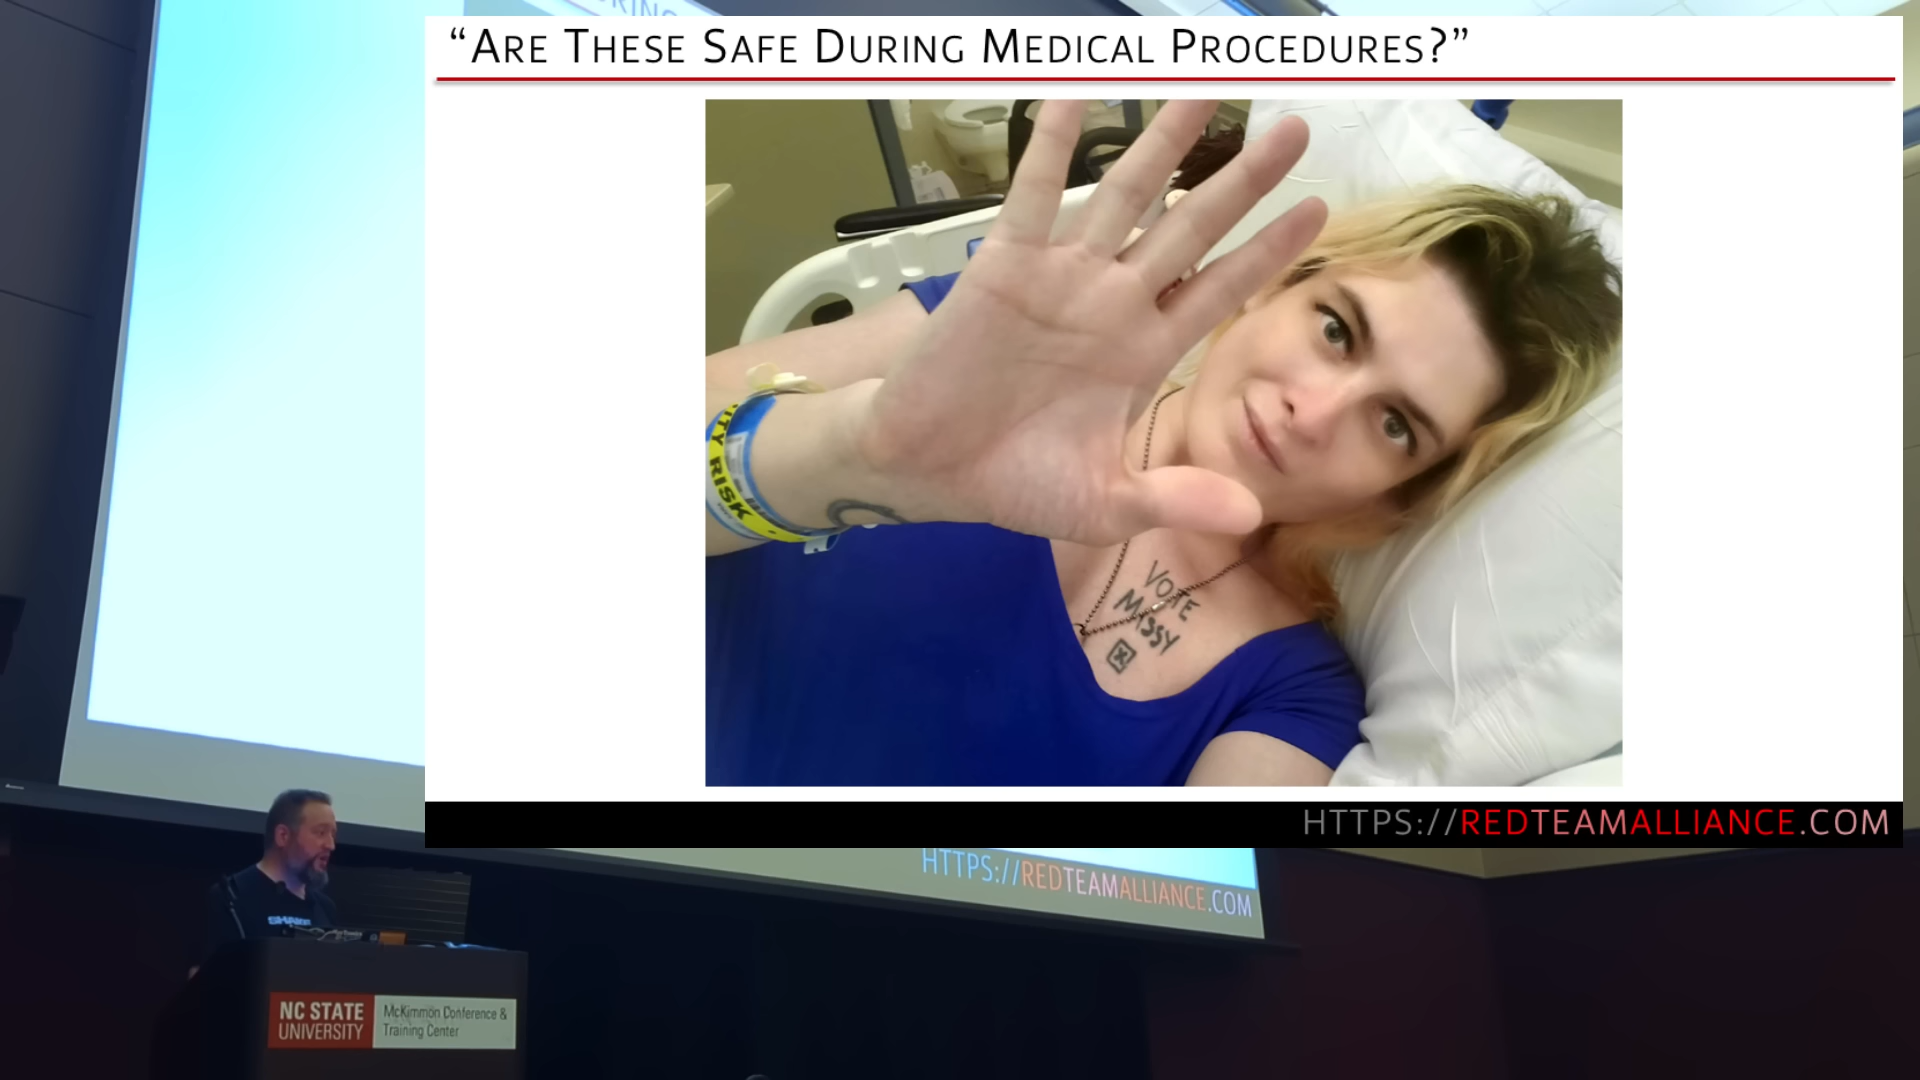 “ARE THESE SAFE DURING MEDICAL PROCEDURES?”
RISK
VOTE
MASSY
HTTPS://REDTEAMALLIANCE.COM
HTTPS://REDTEAMALLIANCE.COM
NC STATE
UNIVERSITY
McKimmon Conference &
Training Center